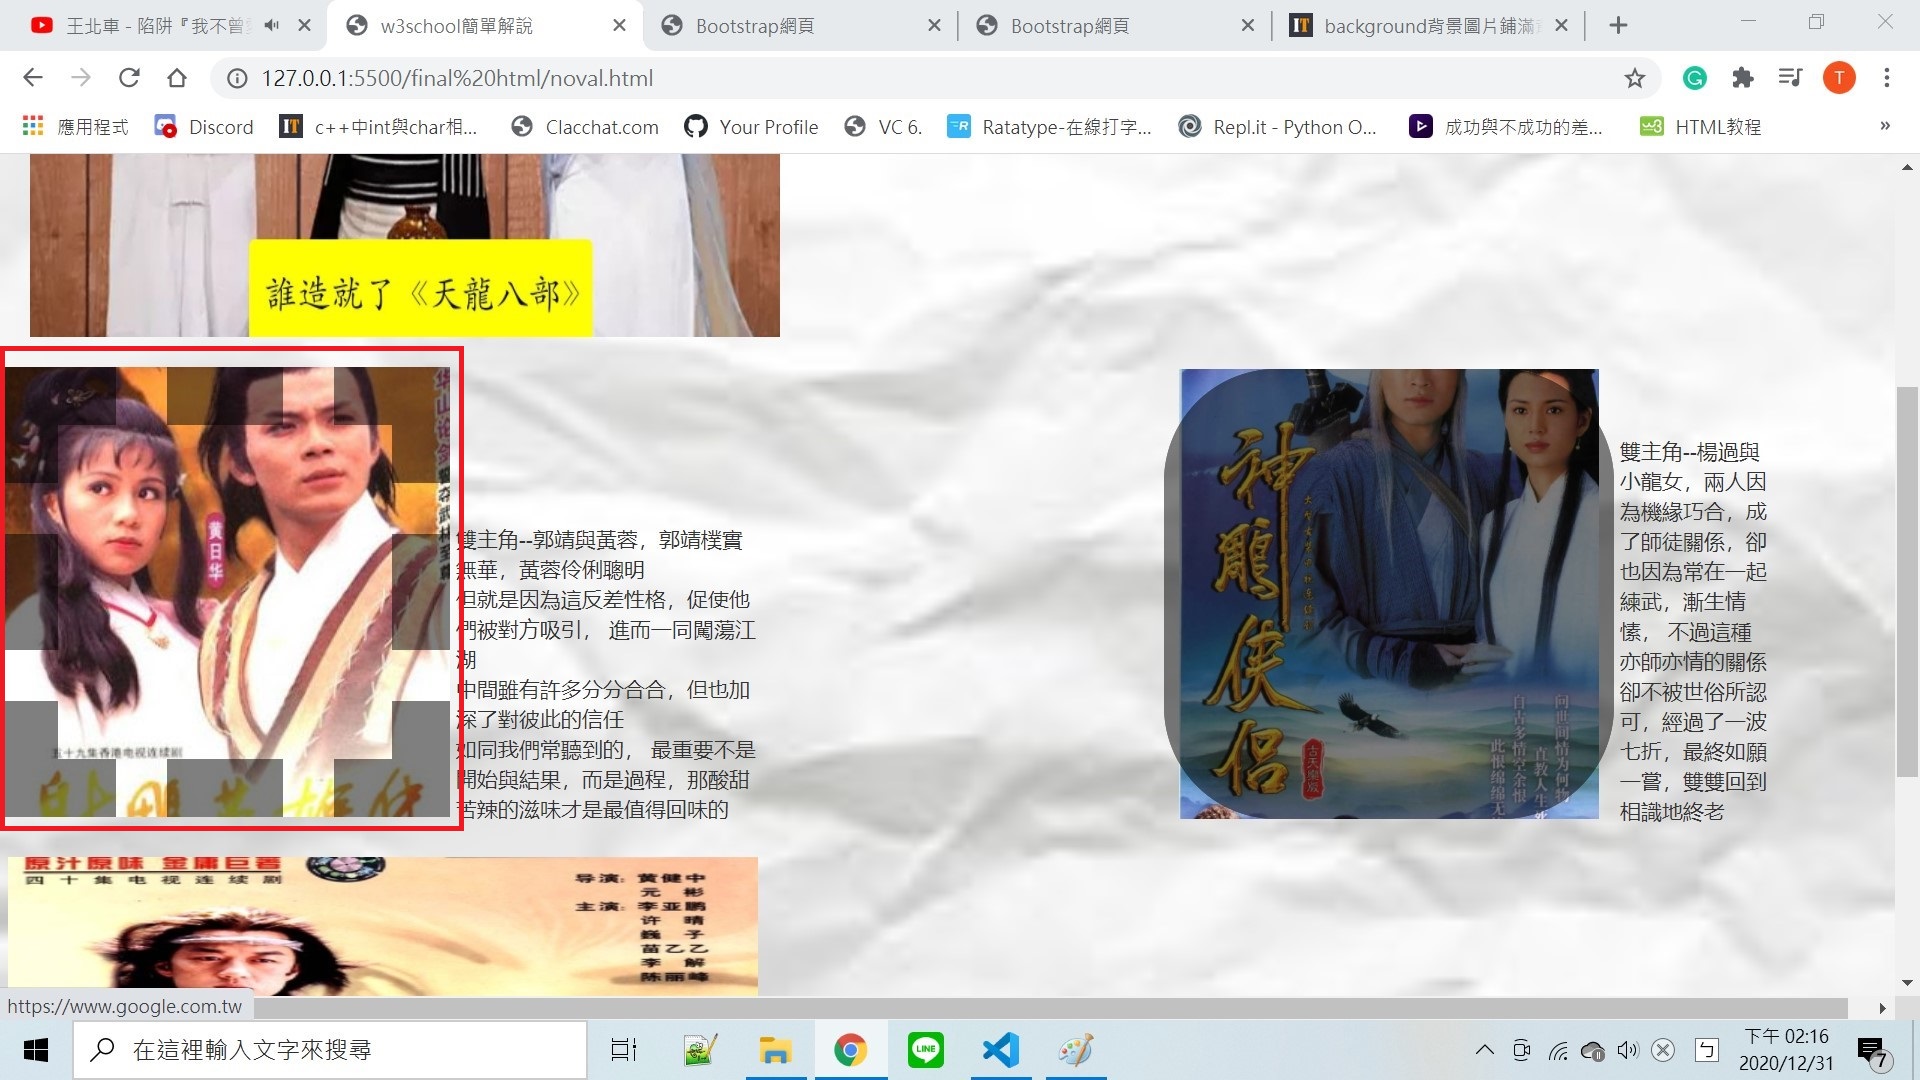 王北車 - 陷阱『我不曾愛
w3school簡單解說
Bootstrap網頁
Bootstrap網頁
IT
background背景圖片鋪滿
127.0.0.1:5500/final%20html/noval.html
G
T
應用程式
Discord
IT
c++中int與char相...
Clacchat.com
Your Profile
VC 6.
Ratatype-在線打字...
Repl.it - Python O...
成功與不成功的差...
w3
HTML教程
»
誰造就了《天龍八部》
华山论剑
黄日华
五十九集香港电视连续剧
雙主角--郭靖與黃蓉，郭靖樸實
無華，黃蓉伶俐聰明
但就是因為這反差性格，促使他
們被對方吸引， 進而一同闖蕩江
湖
中間雖有許多分分合合，但也加
深了對彼此的信任
如同我們常聽到的， 最重要不是
開始與結果，而是過程，那酸甜
苦辣的滋味才是最值得回味的
神鵰侠侣
古天樂版
问世间情为何物
直教人生死
自古多情空余恨
此恨绵绵无
雙主角--楊過與
小龍女，兩人因
為機緣巧合，成
了師徒關係，卻
也因為常在一起
練武，漸生情
愫， 不過這種
亦師亦情的關係
卻不被世俗所認
可，經過了一波
七折，最終如願
一嘗，雙雙回到
相識地終老
原汁原味 金庸巨著
四十集电视连续剧
导演：黄健中
元 彬
主演：李亚鹏
许 晴
巍 子
苗乙乙
李 解
陈丽峰
https://www.google.com.tw
在這裡輸入文字來搜尋
LINE
ㄅ
下午 02:16
2020/12/31
7